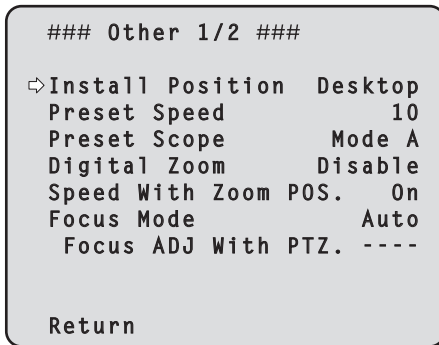 ### Other 1/2 ###
⇨Install Position Desktop
Preset Speed 10
Preset Scope Mode A
Digital Zoom Disable
Speed With Zoom POS. On
Focus Mode Auto
Focus ADJ With PTZ. ----
Return